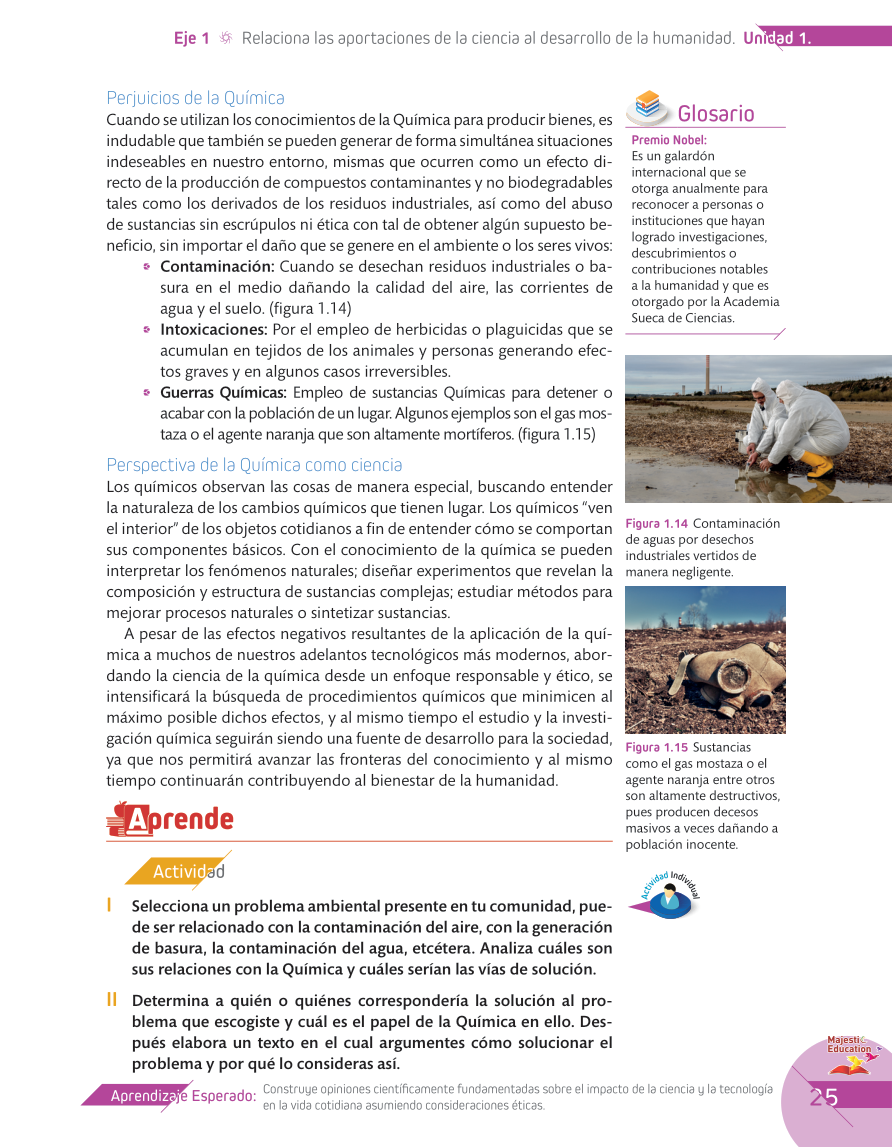 Eje 1 Relaciona las aportaciones de la ciencia al desarrollo de la humanidad. Unidad 1.
Perjuicios de la Química
Cuando se utilizan los conocimientos de la Química para producir bienes, es
indudable que también se pueden generar de forma simultánea situaciones
indeseables en nuestro entorno, mismas que ocurren como un efecto di-
recto de la producción de compuestos contaminantes y no biodegradables
tales como los derivados de los residuos industriales, así como del abuso
de sustancias sin escrúpulos ni ética con tal de obtener algún supuesto be-
neficio, sin importar el daño que se genere en el ambiente o los seres vivos:
Contaminación: Cuando se desechan residuos industriales o ba-
sura en el medio dañando la calidad del aire, las corrientes de
agua y el suelo. (figura 1.14)
Intoxicaciones: Por el empleo de herbicidas o plaguicidas que se
acumulan en tejidos de los animales y personas generando efec-
tos graves y en algunos casos irreversibles.
Guerras Químicas: Empleo de sustancias Químicas para detener o
acabar con la población de un lugar. Algunos ejemplos son el gas mos-
taza o el agente naranja que son altamente mortíferos. (figura 1.15)
Perspectiva de la Química como ciencia
Los químicos observan las cosas de manera especial, buscando entender
la naturaleza de los cambios químicos que tienen lugar. Los químicos “ven
el interior” de los objetos cotidianos a fin de entender cómo se comportan
sus componentes básicos. Con el conocimiento de la química se pueden
interpretar los fenómenos naturales; diseñar experimentos que revelan la
composición y estructura de sustancias complejas; estudiar métodos para
mejorar procesos naturales o sintetizar sustancias.
A pesar de las efectos negativos resultantes de la aplicación de la quí-
mica a muchos de nuestros adelantos tecnológicos más modernos, abor-
dando la ciencia de la química desde un enfoque responsable y ético, se
intensificará la búsqueda de procedimientos químicos que minimicen al
máximo posible dichos efectos, y al mismo tiempo el estudio y la investi-
gación química seguirán siendo una fuente de desarrollo para la sociedad,
ya que nos permitirá avanzar las fronteras del conocimiento y al mismo
tiempo continuarán contribuyendo al bienestar de la humanidad.
Glosario
Premio Nobel:
Es un galardón
internacional que se
otorga anualmente para
reconocer a personas o
instituciones que hayan
logrado investigaciones,
descubrimientos o
contribuciones notables
a la humanidad y que es
otorgado por la Academia
Sueca de Ciencias.
Figura 1.14 Contaminación
de aguas por desechos
industriales vertidos de
manera negligente.
Figura 1.15 Sustancias
como el gas mostaza o el
agente naranja entre otros
son altamente destructivos,
pues producen decesos
masivos a veces dañando a
población inocente.
Aprende
Actividad
Actividad Individual
I Selecciona un problema ambiental presente en tu comunidad, pue-
de ser relacionado con la contaminación del aire, con la generación
de basura, la contaminación del agua, etcétera. Analiza cuáles son
sus relaciones con la Química y cuáles serían las vías de solución.
II Determina a quién o quiénes correspondería la solución al pro-
blema que escogiste y cuál es el papel de la Química en ello. Des-
pués elabora un texto en el cual argumentes cómo solucionar el
problema y por qué lo consideras así.
Aprendizaje Esperado: Construye opiniones científicamente fundamentadas sobre el impacto de la ciencia y la tecnología
en la vida cotidiana asumiendo consideraciones éticas.
Majestic
Education
25